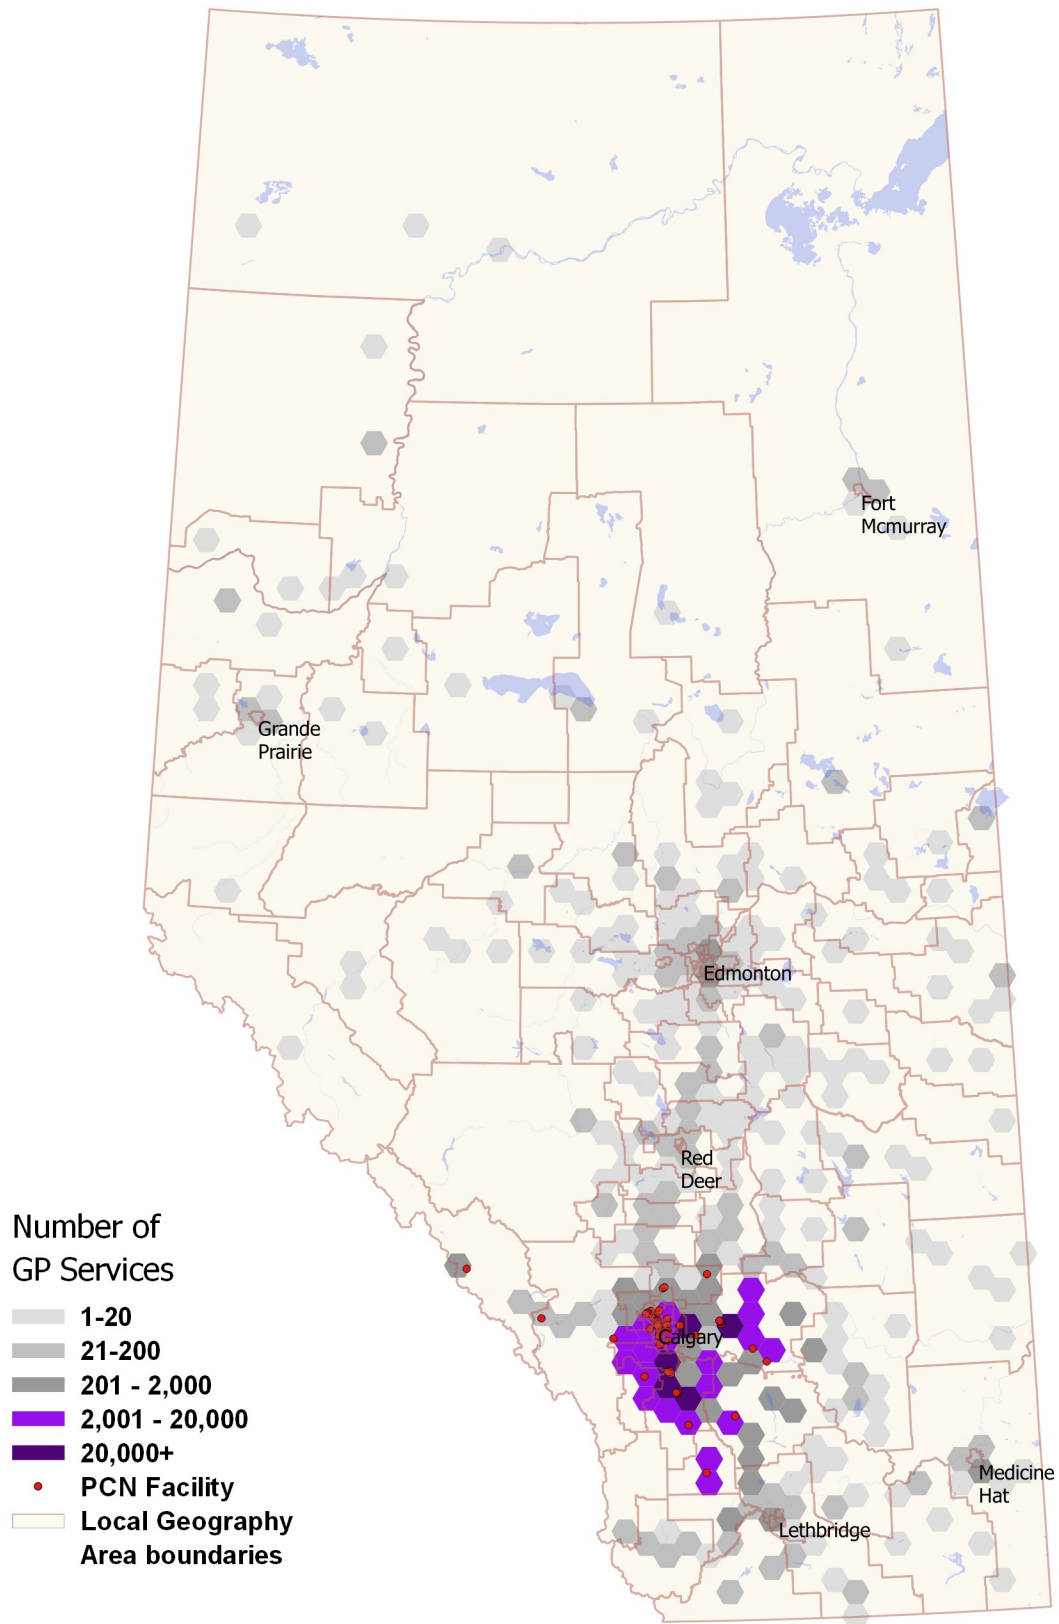 Fort
Mcmurray
Grande
Prairie
Edmonton
Red
Deer
Number of
GP Services
1-20
21-200
201 - 2,000
2,001 - 20,000
20,000+
PCN Facility
Local Geography
Area boundaries
Calgary
Medicine
Hat
Lethbridge